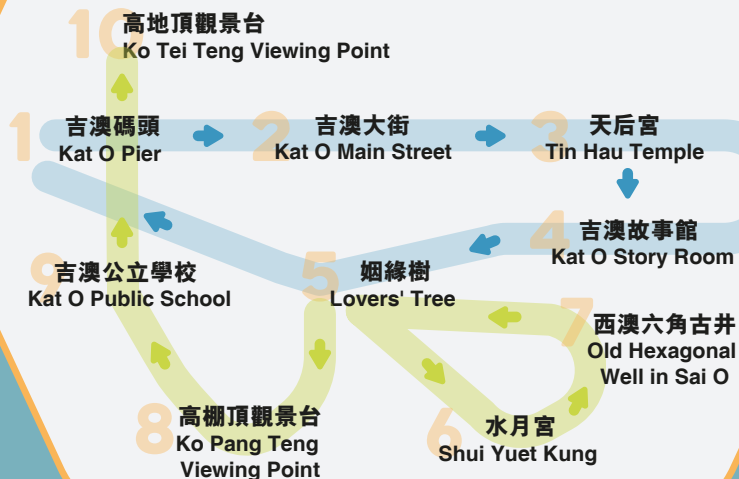 10
高地頂觀景台
Ko Tei Teng Viewing Point
1
吉澳碼頭
Kat O Pier
2
吉澳大街
Kat O Main Street
3
天后宮
Tin Hau Temple
4
吉澳故事館
Kat O Story Room
5
姻緣樹
Lovers' Tree
9
吉澳公立學校
Kat O Public School
7
西澳六角古井
Old Hexagonal
Well in Sai O
8
高棚頂觀景台
Ko Pang Teng
Viewing Point
6
水月宮
Shui Yuet Kung